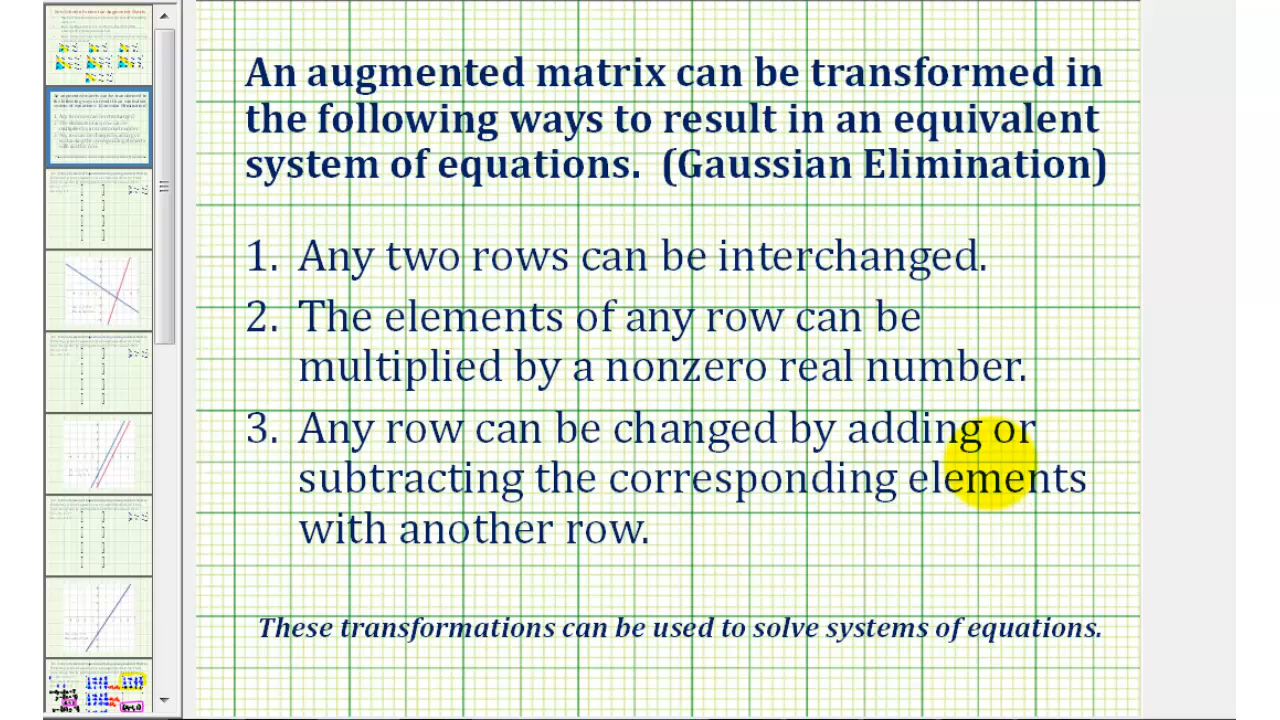 An augmented matrix can be transformed in
the following ways to result in an equivalent
system of equations.  (Gaussian Elimination)
1. Any two rows can be interchanged.
2. The elements of any row can be
multiplied by a nonzero real number.
3. Any row can be changed by adding or
subtracting the corresponding elements
with another row.
These transformations can be used to solve systems of equations.